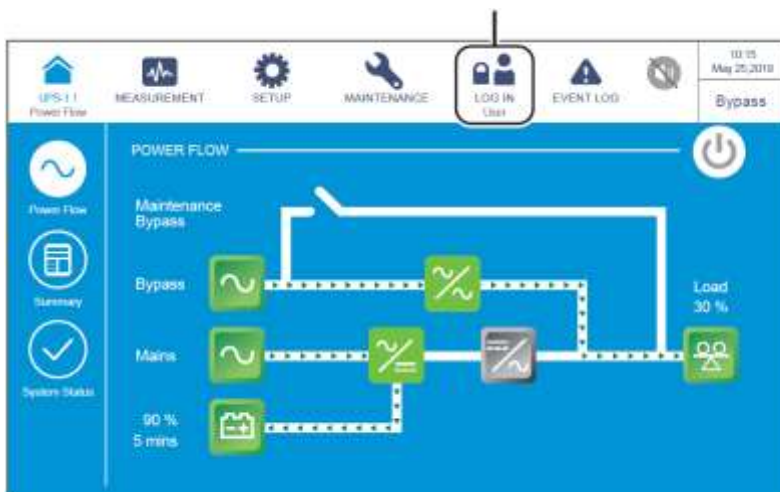 UPS-1.1
Power Flow
MEASUREMENT
SETUP
MAINTENANCE
LOG IN
User
EVENT LOG
10:15
May 25,2018
Bypass
POWER FLOW
Power Flow
Summary
System Status
Maintenance
Bypass
Bypass
Mains
90 %
5 mins
Load
30 %